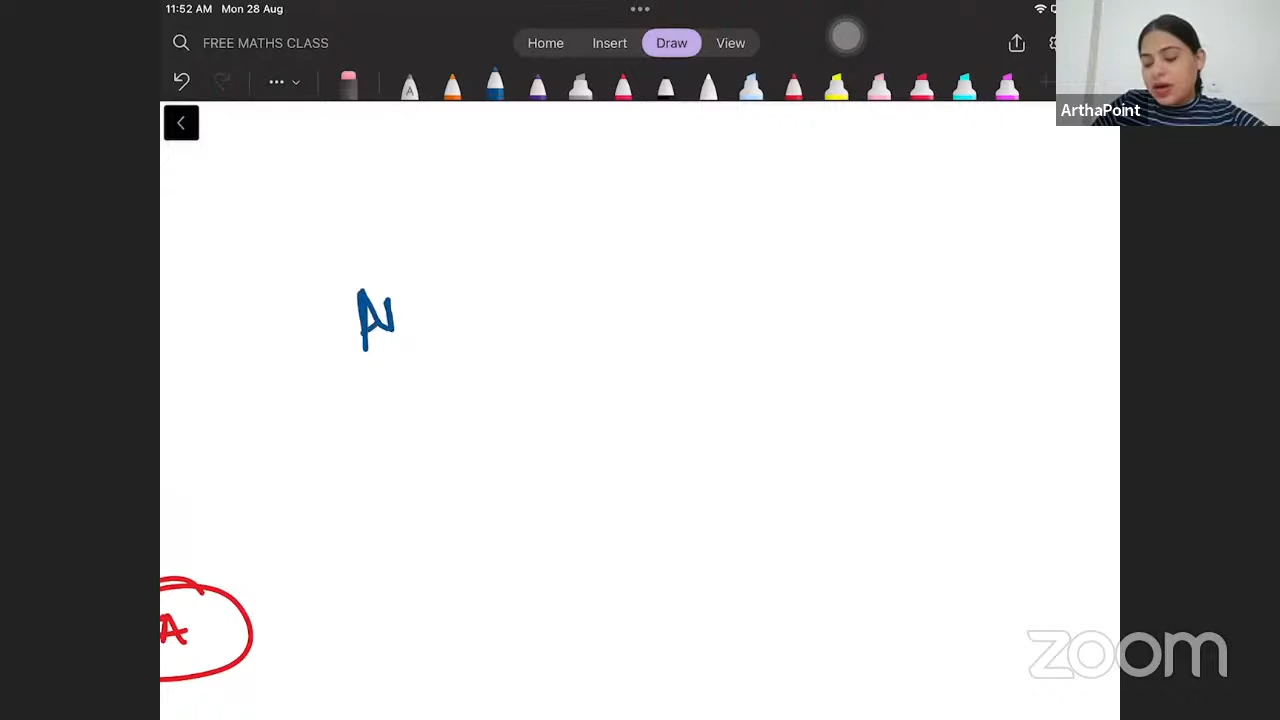 11:52 AM Mon 28 Aug
FREE MATHS CLASS
Home Insert Draw View
A
ArthaPoint
A
zoom